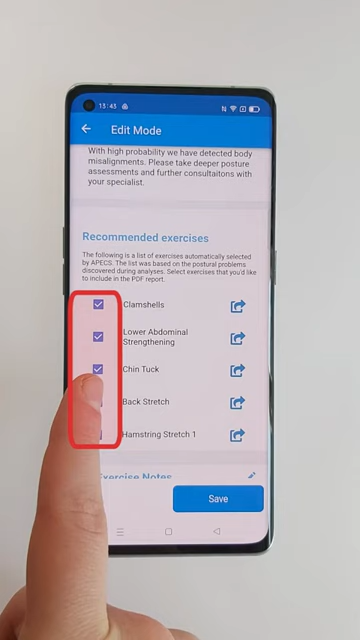 13:43
Edit Mode
With high probability we have detected body
misalignments. Please take deeper posture
assessments and further consultaitons with
your specialist.
Recommended exercises
The following is a list of exercises automatically selected
by APECS. The list was based on the postural problems
discovered during analyses. Select exercises that you'd like
to include in the PDF report.
Clamshells
Lower Abdominal
Strengthening
Chin Tuck
Back Stretch
Hamstring Stretch 1
Exercise Notes
Save